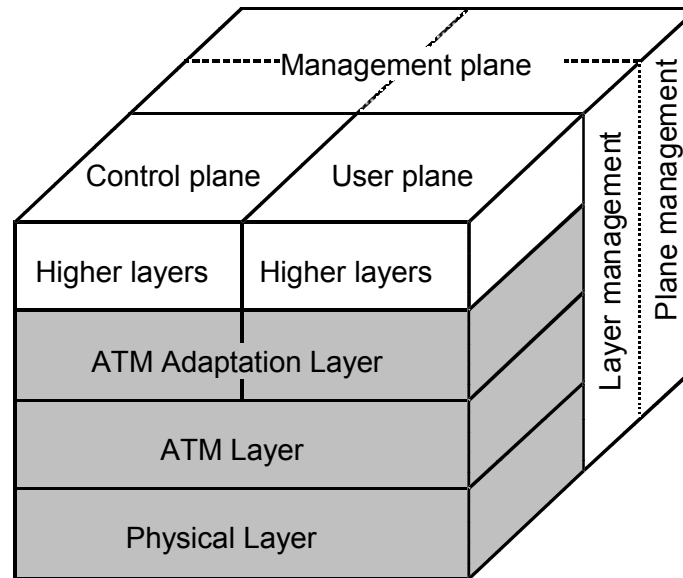 Management plane
Control plane
User plane
Higher layers
Higher layers
ATM Adaptation Layer
ATM Layer
Physical Layer
Layer management
Plane management